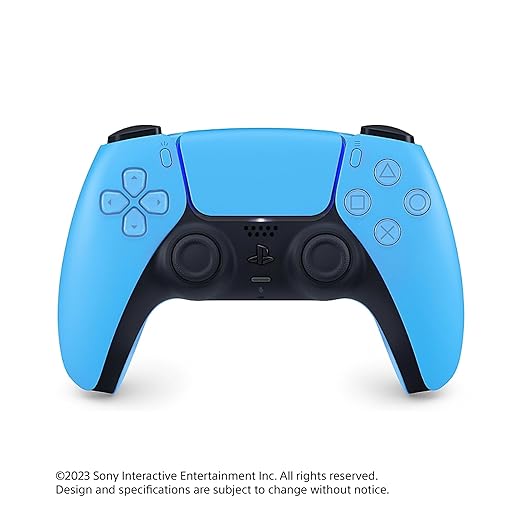 ©2023 Sony Interactive Entertainment Inc. All rights reserved.
Design and specifications are subject to change without notice.